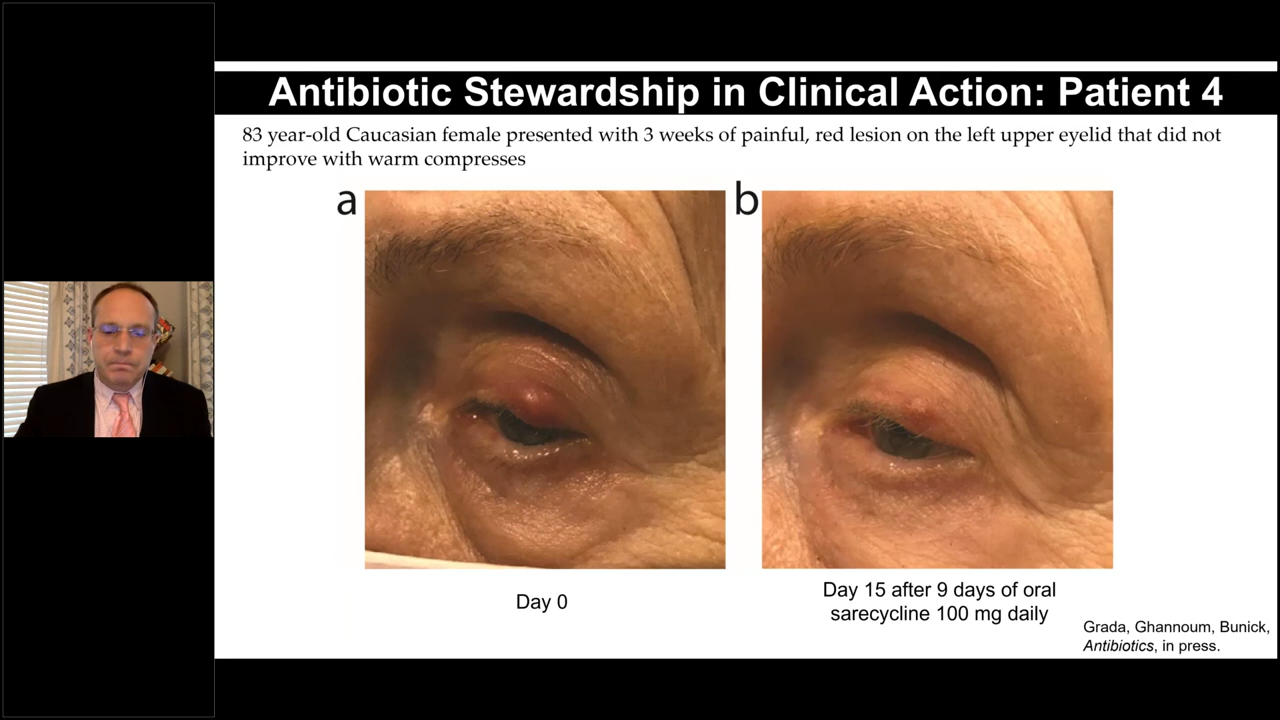 Antibiotic Stewardship in Clinical Action: Patient 4
83 year-old Caucasian female presented with 3 weeks of painful, red lesion on the left upper eyelid that did not
improve with warm compresses
a
b
Day 0
Day 15 after 9 days of oral
sarecycline 100 mg daily
Grada, Ghannoum, Bunick,
Antibiotics, in press.